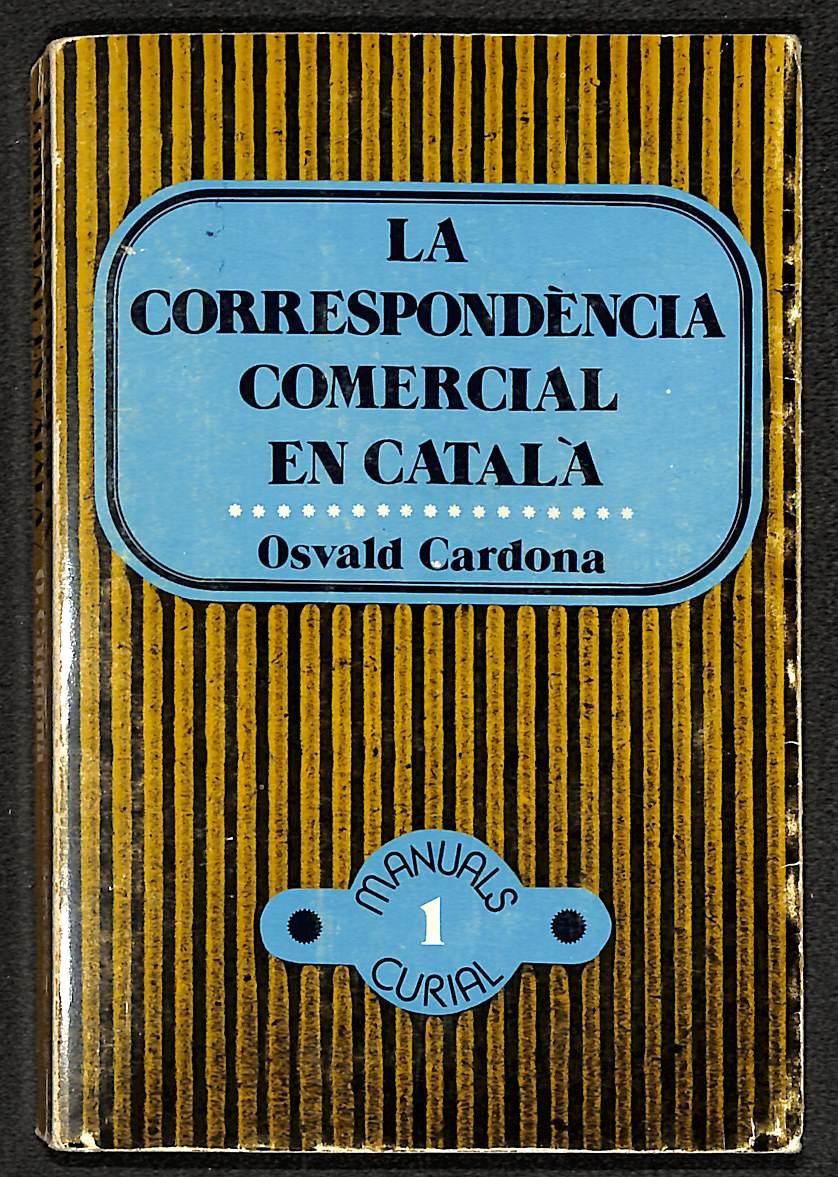 LA
CORRESPONDÈNCIA
COMERCIAL
EN CATALÀ
Osvald Cardona
MANUALS
1
CURIAL